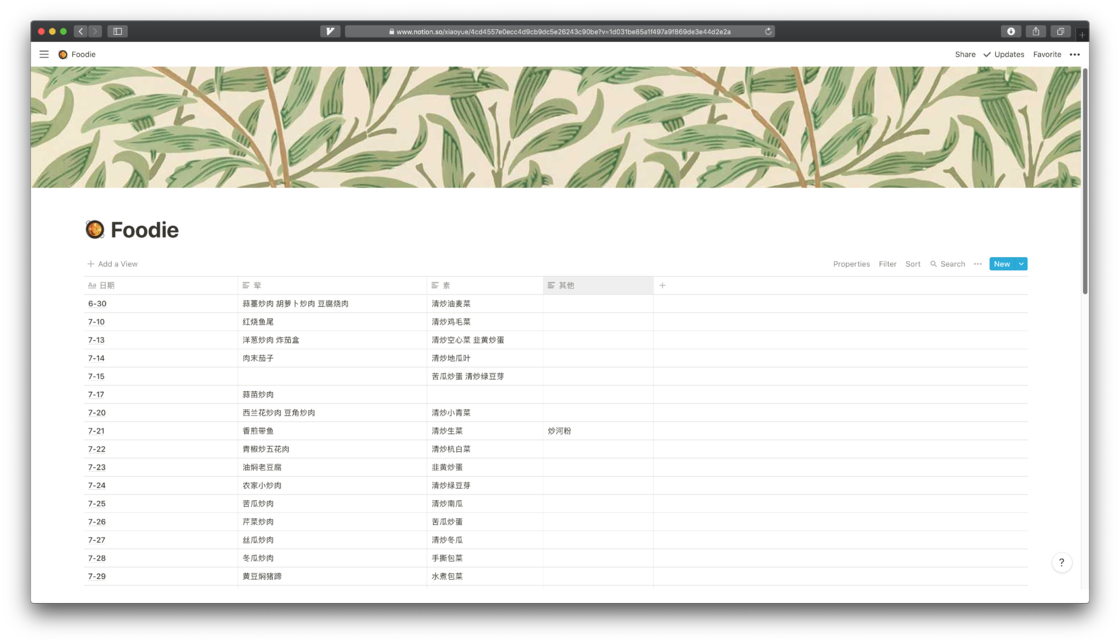 www.notion.so/xiaoyue/4cd4557e0ecc4d9cb9dc5e26243c90be?v=1d031be85a1f497a9f869de3e44d2e2a
Foodie
Share Updates Favorite
Foodie
Add a View
Properties Filter Sort Search New
Aa 日期 荤 素 其他
6-30 蒜薹炒肉 胡萝卜炒肉 豆腐烧肉 清炒油麦菜
7-10 红烧鱼尾 清炒鸡毛菜
7-13 洋葱炒肉 炸茄盒 清炒空心菜 韭黄炒蛋
7-14 肉末茄子 清炒地瓜叶
7-15 苦瓜炒蛋 清炒绿豆芽
7-17 蒜苗炒肉
7-20 西兰花炒肉 豆角炒肉 清炒小青菜
7-21 香煎带鱼 清炒生菜 炒河粉
7-22 青椒炒五花肉 清炒杭白菜
7-23 油焖老豆腐 韭黄炒蛋
7-24 农家小炒肉 清炒绿豆芽
7-25 苦瓜炒肉 清炒南瓜
7-26 芹菜炒肉 苦瓜炒蛋
7-27 丝瓜炒肉 清炒冬瓜
7-28 冬瓜炒肉 手撕包菜
7-29 黄豆焖猪蹄 水煮包菜
?